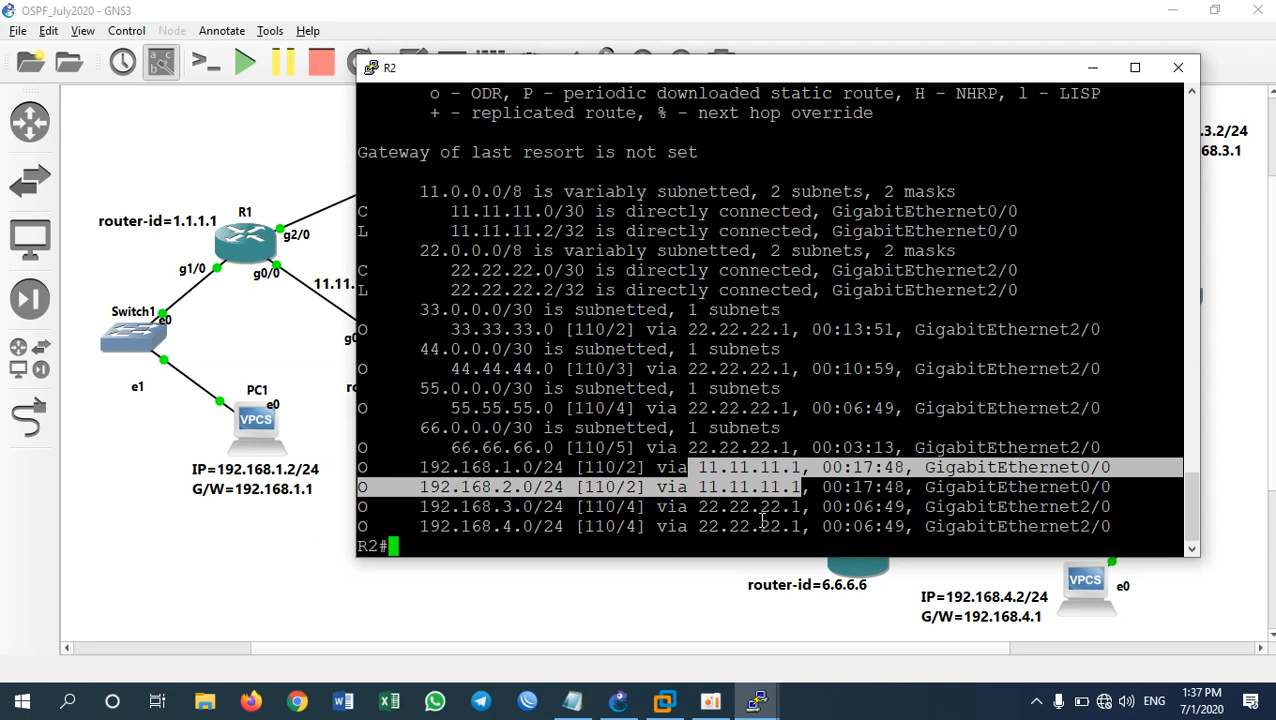 OSPF_July2020 - GNS3
File Edit View Control Node Annotate Tools Help
R2
o - ODR, P - periodic downloaded static route, H - NHRP, l - LISP
+ - replicated route, % - next hop override
Gateway of last resort is not set
11.0.0.0/8 is variably subnetted, 2 subnets, 2 masks
C 11.11.11.0/30 is directly connected, GigabitEthernet0/0
L 11.11.11.2/32 is directly connected, GigabitEthernet0/0
22.0.0.0/8 is variably subnetted, 2 subnets, 2 masks
C 22.22.22.0/30 is directly connected, GigabitEthernet2/0
L 22.22.22.2/32 is directly connected, GigabitEthernet2/0
33.0.0.0/30 is subnetted, 1 subnets
O 33.33.33.0 [110/2] via 22.22.22.1, 00:13:51, GigabitEthernet2/0
44.0.0.0/30 is subnetted, 1 subnets
O 44.44.44.0 [110/3] via 22.22.22.1, 00:10:59, GigabitEthernet2/0
55.0.0.0/30 is subnetted, 1 subnets
O 55.55.55.0 [110/4] via 22.22.22.1, 00:06:49, GigabitEthernet2/0
66.0.0.0/30 is subnetted, 1 subnets
O 66.66.66.0 [110/5] via 22.22.22.1, 00:03:13, GigabitEthernet2/0
O 192.168.1.0/24 [110/2] via 11.11.11.1, 00:17:48, GigabitEthernet0/0
O 192.168.2.0/24 [110/2] via 11.11.11.1, 00:17:48, GigabitEthernet0/0
O 192.168.3.0/24 [110/4] via 22.22.22.1, 00:06:49, GigabitEthernet2/0
O 192.168.4.0/24 [110/4] via 22.22.22.1, 00:06:49, GigabitEthernet2/0
R2#
.3.2/24
68.3.1
R1
router-id=1.1.1.1
g2/0
g1/0
g0/0
11.11.
Switch1
e0
g0
e1
PC1
e0
VPCS
ro
IP=192.168.1.2/24
G/W=192.168.1.1
router-id=6.6.6.6
VPCS
e0
IP=192.168.4.2/24
G/W=192.168.4.1
ENG
1:37 PM
7/1/2020